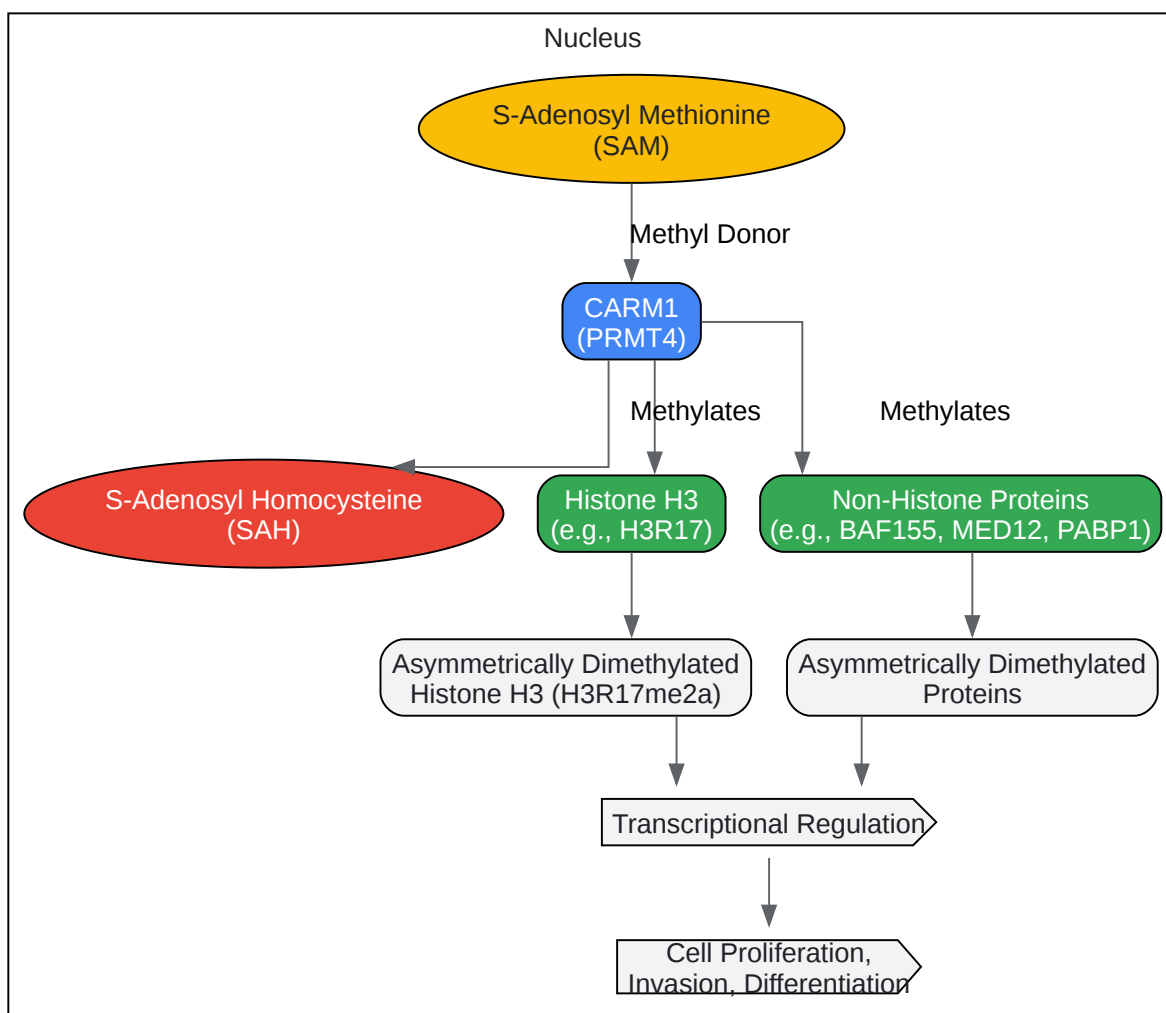 Nucleus
S-Adenosyl Methionine
(SAM)
Methyl Donor
CARM1
(PRMT4)
Methylates
Methylates
S-Adenosyl Homocysteine
(SAH)
Histone H3
(e.g., H3R17)
Non-Histone Proteins
(e.g., BAF155, MED12, PABP1)
Asymmetrically Dimethylated
Histone H3 (H3R17me2a)
Asymmetrically Dimethylated
Proteins
Transcriptional Regulation
Cell Proliferation,
Invasion, Differentiation